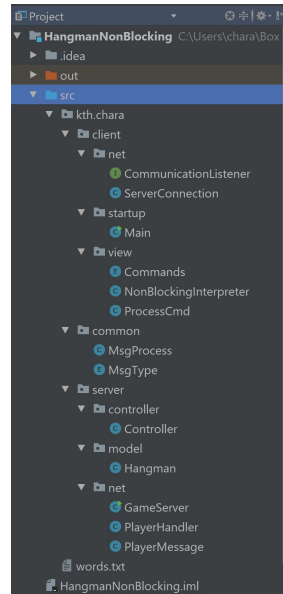 Project
HangmanNonBlocking C:\Users\chara\Box
.idea
out
src
kth.chara
client
net
CommunicationListener
ServerConnection
startup
Main
view
Commands
NonBlockingInterpreter
ProcessCmd
common
MsgProcess
MsgType
server
controller
Controller
model
Hangman
net
GameServer
PlayerHandler
PlayerMessage
words.txt
HangmanNonBlocking.iml